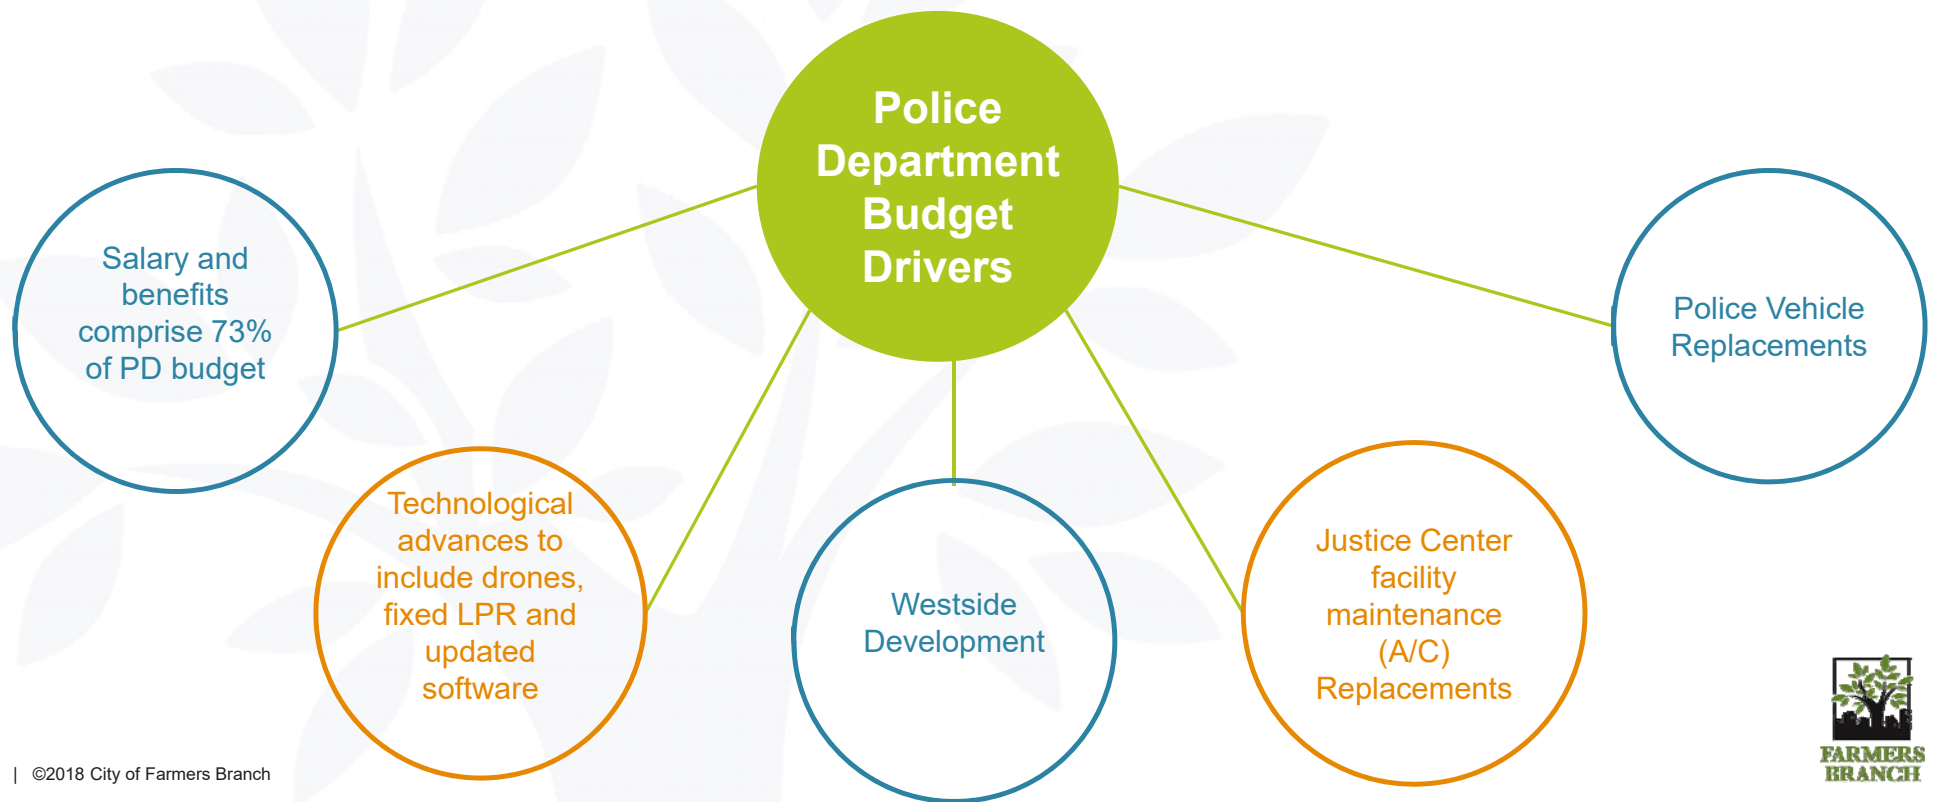 Police
Department
Budget
Drivers
Salary and
benefits
comprise 73%
of PD budget
Technological
advances to
include drones,
fixed LPR and
updated
software
Westside
Development
Justice Center
facility
maintenance
(A/C)
Replacements
Police Vehicle
Replacements
| ©2018 City of Farmers Branch
FARMERS
BRANCH